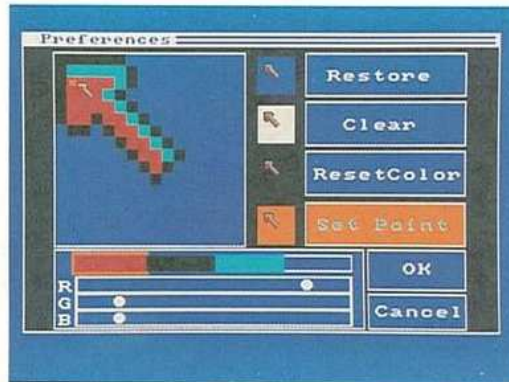 Preferences
Restore
Clear
ResetColor
Set Point
OK
Cancel
R
G
B